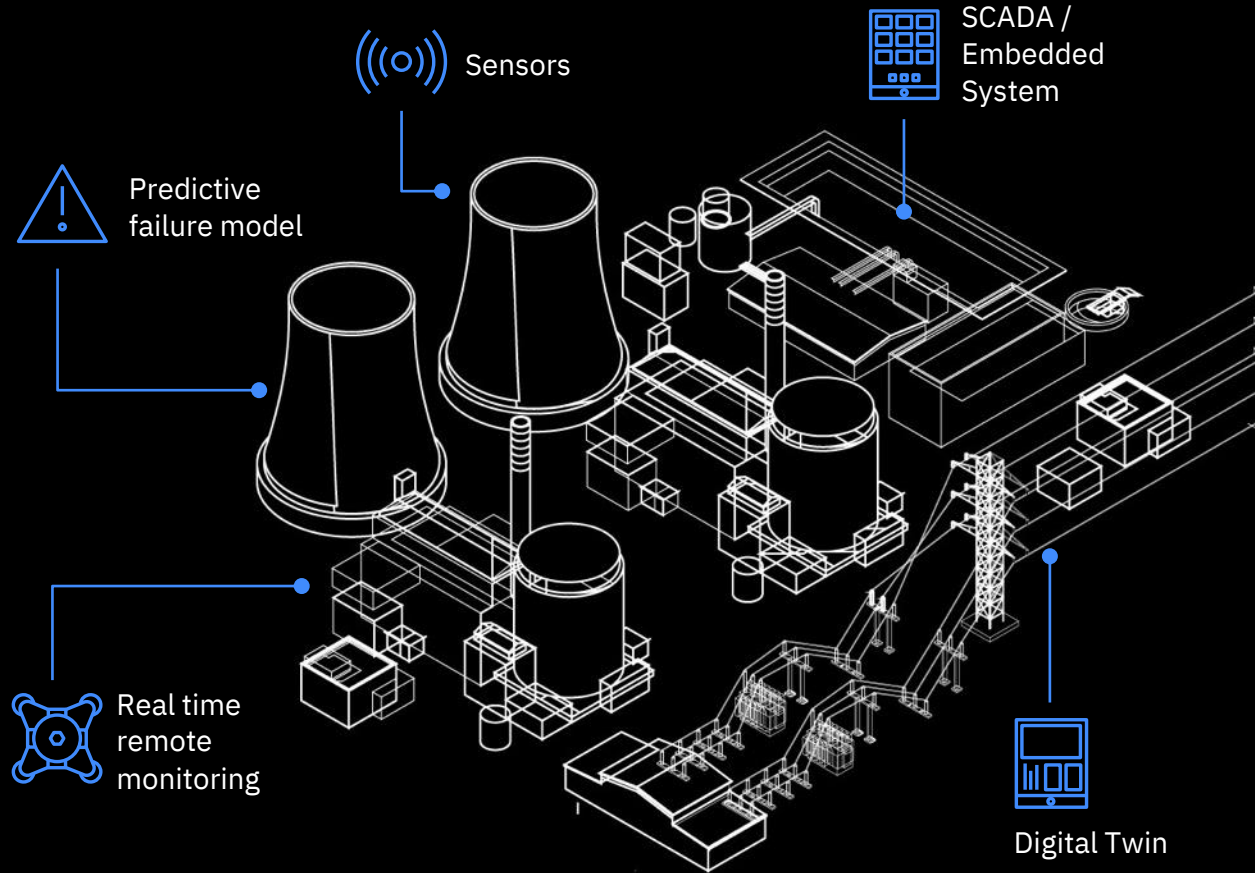 Sensors
SCADA /
Embedded
System
Predictive
failure model
Real time
remote
monitoring
Digital Twin